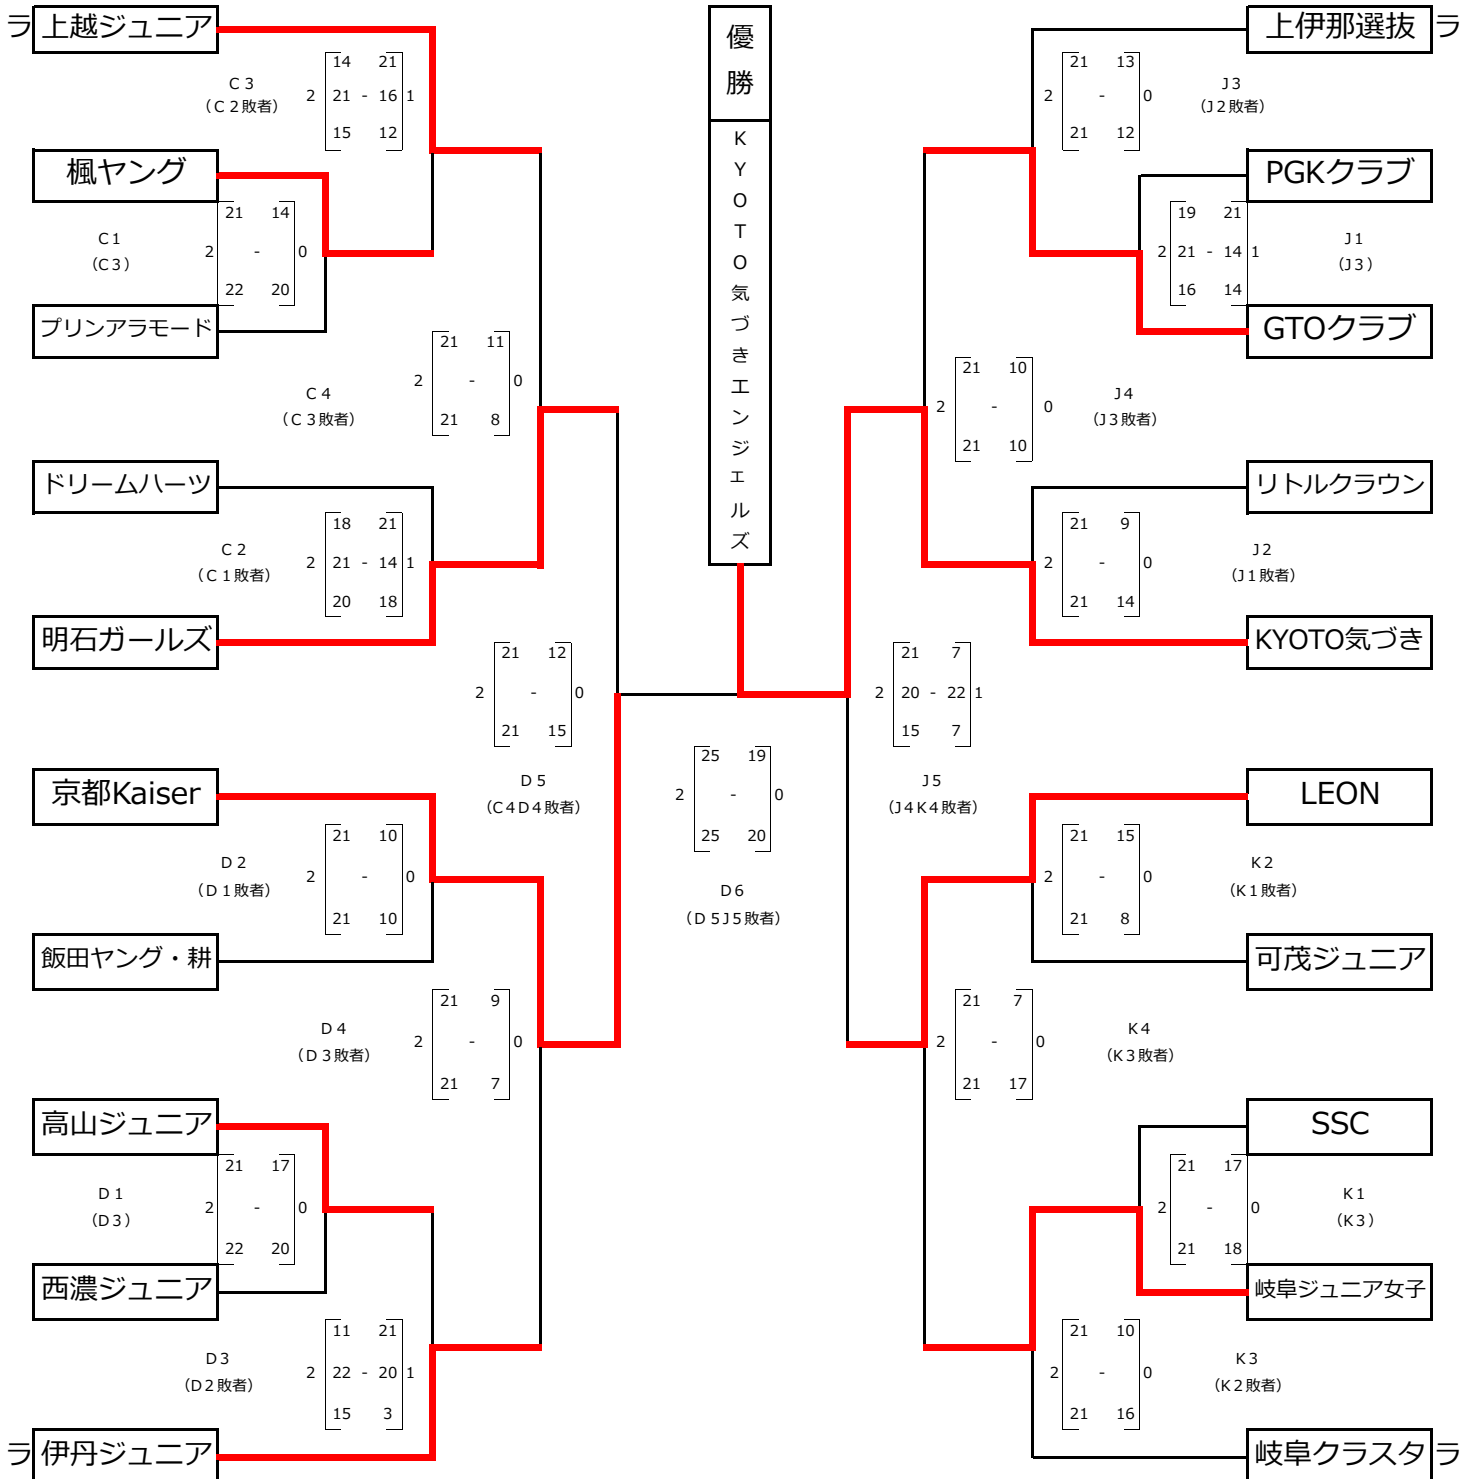 ラ 上越ジュニア
C3
(C2敗者)
2 14 21
21 - 16 1
15 12
楓ヤング
C1
(C3)
21 14
2 - 0
22 20
プリンアラモード
C4
(C3敗者)
21 11
2 - 0
21 8
ドリームハーツ
C2
(C1敗者)
18 21
2 21 - 14 1
20 18
明石ガールズ
21 12
2 - 0
21 15
D5
(C4D4敗者)
京都Kaiser
D2
(D1敗者)
21 10
2 - 0
21 10
飯田ヤング・耕
D4
(D3敗者)
21 9
2 - 0
21 7
高山ジュニア
D1
(D3)
21 17
2 - 0
22 20
西濃ジュニア
D3
(D2敗者)
11 21
2 22 - 20 1
15 3
ラ 伊丹ジュニア
優勝
KYOTO気づきエンジェルズ
25 19
2 - 0
25 20
D6
(D5J5敗者)
上伊那選抜 ラ
21 13
2 - 0
21 12
J3
(J2敗者)
PGKクラブ
19 21
2 21 - 14 1
16 14
J1
(J3)
GTOクラブ
21 10
2 - 0
21 10
J4
(J3敗者)
リトルクラウン
21 9
2 - 0
21 14
J2
(J1敗者)
KYOTO気づき
21 7
2 20 - 22 1
15 7
J5
(J4K4敗者)
LEON
21 15
2 - 0
21 8
K2
(K1敗者)
可茂ジュニア
21 7
2 - 0
21 17
K4
(K3敗者)
SSC
21 17
2 - 0
21 18
K1
(K3)
岐阜ジュニア女子
21 10
2 - 0
21 16
K3
(K2敗者)
岐阜クラスタ ラ